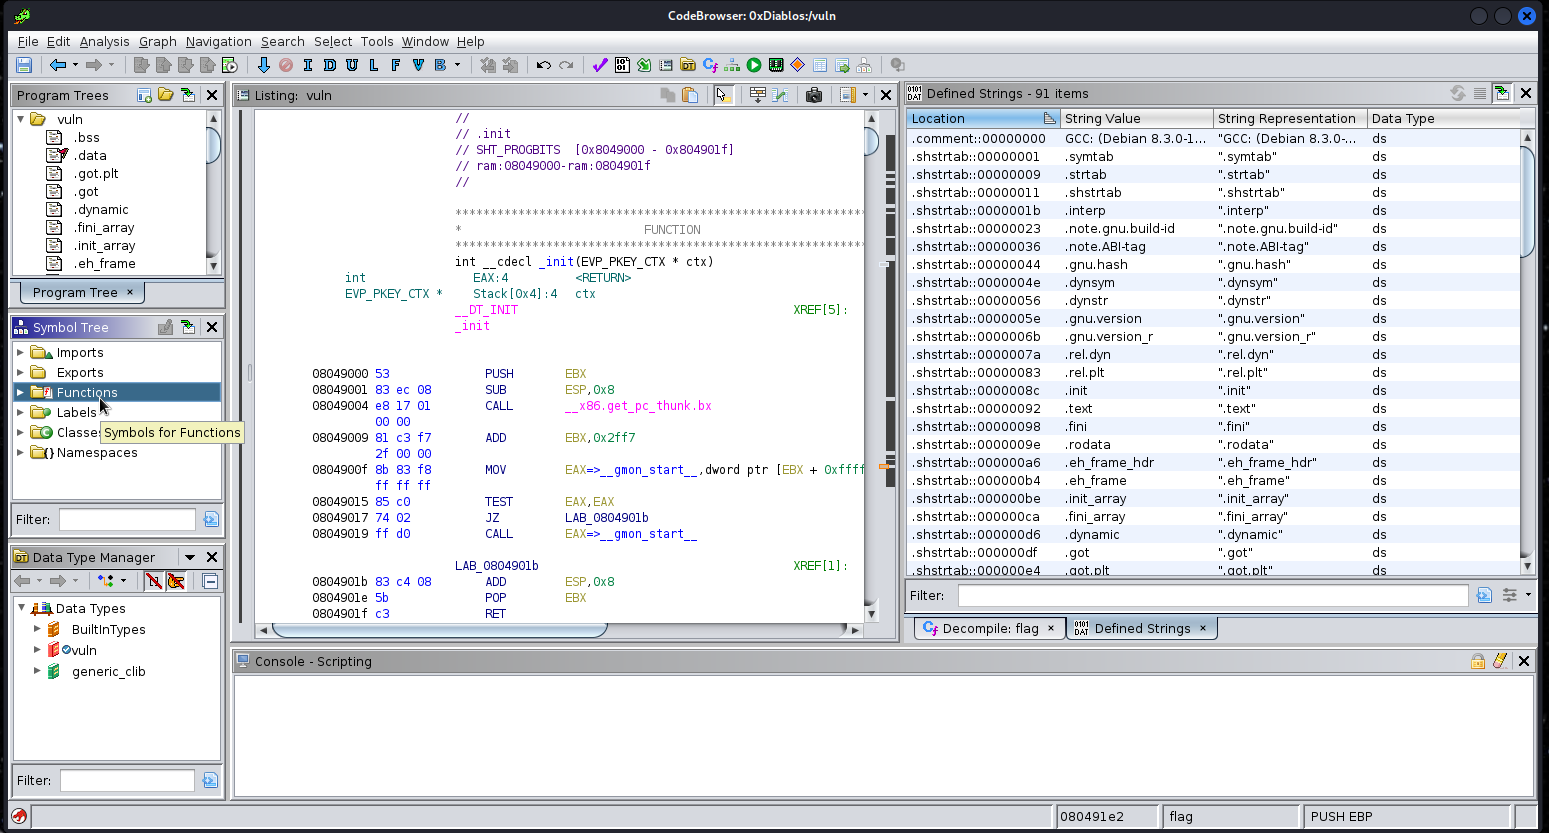 CodeBrowser: 0xDiablos:/vuln
File Edit Analysis Graph Navigation Search Select Tools Window Help
I D U L F V B
Program Trees
vuln
.bss
.data
.got.plt
.got
.dynamic
.fini_array
.init_array
.eh_frame
Program Tree ×
Symbol Tree
Imports
Exports
Functions
Labels
Classes
Symbols for Functions
Namespaces
Filter:
Data Type Manager
Data Types
BuiltInTypes
vuln
generic_clib
Filter:
Listing: vuln
//
// .init
// SHT_PROGBITS [0x8049000 - 0x804901f]
// ram:08049000-ram:0804901f
//
****************************************************
* FUNCTION
****************************************************
int __cdecl _init(EVP_PKEY_CTX * ctx)
int EAX:4 <RETURN>
EVP_PKEY_CTX * Stack[0x4]:4 ctx
__DT_INIT XREF[5]:
_init
08049000 53 PUSH EBX
08049001 83 ec 08 SUB ESP,0x8
08049004 e8 17 01 CALL __x86.get_pc_thunk.bx
00 00
08049009 81 c3 f7 ADD EBX,0x2ff7
2f 00 00
0804900f 8b 83 f8 MOV EAX=>__gmon_start__,dword ptr [EBX + 0xffff
ff ff ff
08049015 85 c0 TEST EAX,EAX
08049017 74 02 JZ LAB_0804901b
08049019 ff d0 CALL EAX=>__gmon_start__
LAB_0804901b XREF[1]:
0804901b 83 c4 08 ADD ESP,0x8
0804901e 5b POP EBX
0804901f c3 RET
Defined Strings - 91 items
Location String Value String Representation Data Type
.comment::00000000 GCC: (Debian 8.3.0-1... "GCC: (Debian 8.3.0-... ds
.shstrtab::00000001 .symtab ".symtab" ds
.shstrtab::00000009 .strtab ".strtab" ds
.shstrtab::00000011 .shstrtab ".shstrtab" ds
.shstrtab::0000001b .interp ".interp" ds
.shstrtab::00000023 .note.gnu.build-id ".note.gnu.build-id" ds
.shstrtab::00000036 .note.ABI-tag ".note.ABI-tag" ds
.shstrtab::00000044 .gnu.hash ".gnu.hash" ds
.shstrtab::0000004e .dynsym ".dynsym" ds
.shstrtab::00000056 .dynstr ".dynstr" ds
.shstrtab::0000005e .gnu.version ".gnu.version" ds
.shstrtab::0000006b .gnu.version_r ".gnu.version_r" ds
.shstrtab::0000007a .rel.dyn ".rel.dyn" ds
.shstrtab::00000083 .rel.plt ".rel.plt" ds
.shstrtab::0000008c .init ".init" ds
.shstrtab::00000092 .text ".text" ds
.shstrtab::00000098 .fini ".fini" ds
.shstrtab::0000009e .rodata ".rodata" ds
.shstrtab::000000a6 .eh_frame_hdr ".eh_frame_hdr" ds
.shstrtab::000000b4 .eh_frame ".eh_frame" ds
.shstrtab::000000be .init_array ".init_array" ds
.shstrtab::000000ca .fini_array ".fini_array" ds
.shstrtab::000000d6 .dynamic ".dynamic" ds
.shstrtab::000000df .got ".got" ds
.shstrtab::000000e4 .got.plt ".got.plt" ds
Filter:
Decompile: flag × Defined Strings ×
Console - Scripting
080491e2 flag PUSH EBP